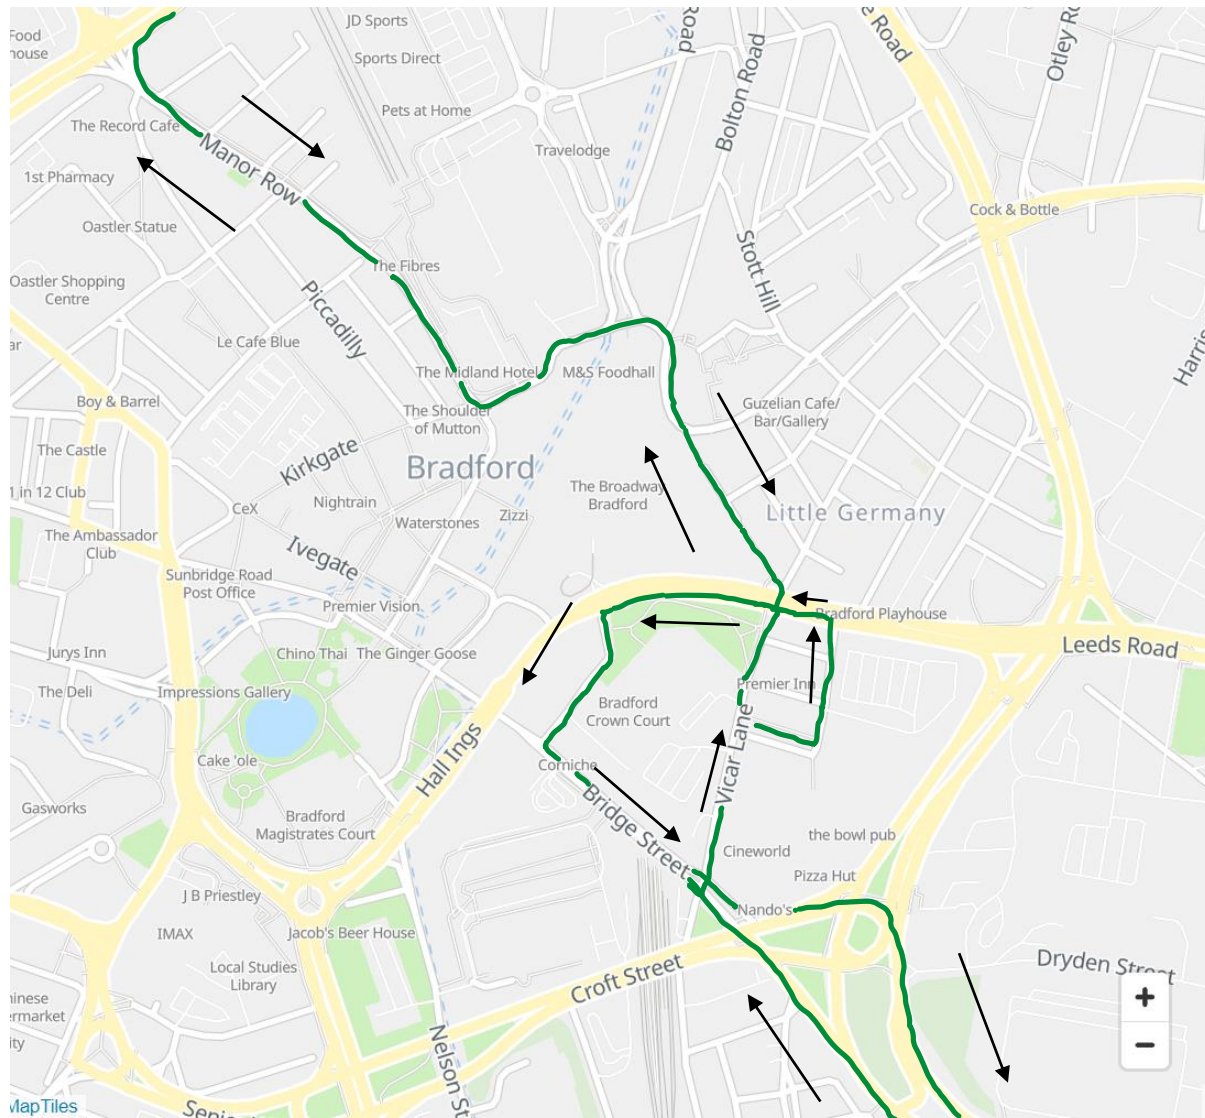 Food
house
JD Sports
Sports Direct
Road
e Road
Otley Ro
Bolton Road
Pets at Home
The Record Cafe
Manor Row
Travelodge
1st Pharmacy
Oastler Statue
Cock & Bottle
Stott Hill
The Fibres
Oastler Shopping
Centre
Piccadilly
Le Cafe Blue
ar
Harris
The Midland Hotel
M&S Foodhall
Boy & Barrel
The Shoulder
of Mutton
Guzelian Cafe/
Bar/Gallery
The Castle
Kirkgate
Bradford
1 in 12 Club
Nightrain
The Broadway
Bradford
CeX
Waterstones
Zizzi
Little Germany
The Ambassador
Club
Ivegate
Sunbridge Road
Post Office
Premier Vision
Bradford Playhouse
Leeds Road
Jurys Inn
Chino Thai
The Ginger Goose
The Deli
Impressions Gallery
Premier Inn
Bradford
Crown Court
Vicar Lane
Hall Ings
Cake 'ole
Corniche
Gasworks
Bradford
Magistrates Court
Bridge Street
the bowl pub
Cineworld
Pizza Hut
J B Priestley
Nando's
IMAX
Jacob's Beer House
Local Studies
Library
Croft Street
Dryden Street
hinese
ermarket
ity
Nelson St
+
−
MapTiles